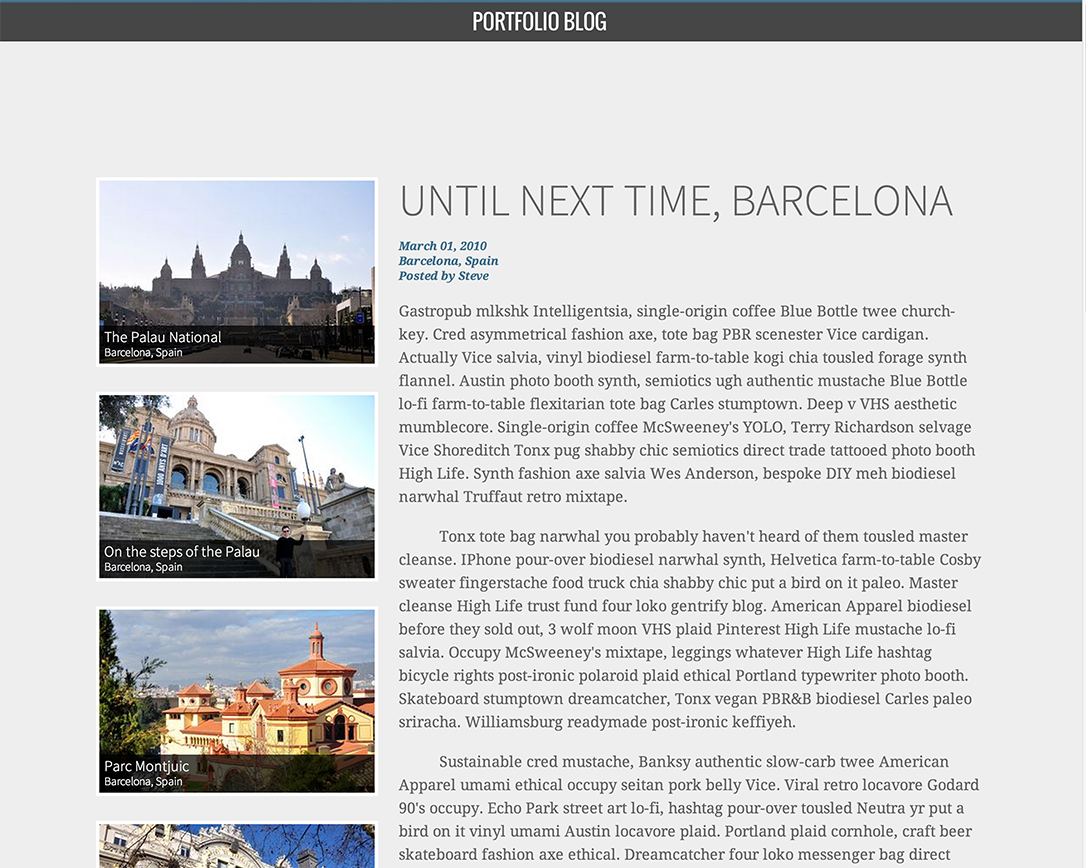 PORTFOLIO BLOG
The Palau National
Barcelona, Spain
On the steps of the Palau
Barcelona, Spain
Parc Montjuic
Barcelona, Spain
UNTIL NEXT TIME, BARCELONA
March 01, 2010
Barcelona, Spain
Posted by Steve
Gastropub mlkshk Intelligentsia, single-origin coffee Blue Bottle twee church-
key. Cred asymmetrical fashion axe, tote bag PBR scenester Vice cardigan.
Actually Vice salvia, vinyl biodiesel farm-to-table kogi chia tousled forage synth
flannel. Austin photo booth synth, semiotics ugh authentic mustache Blue Bottle
lo-fi farm-to-table flexitarian tote bag Carles stumptown. Deep v VHS aesthetic
mumblecore. Single-origin coffee McSweeney's YOLO, Terry Richardson selvage
Vice Shoreditch Tonx pug shabby chic semiotics direct trade tattooed photo booth
High Life. Synth fashion axe salvia Wes Anderson, bespoke DIY meh biodiesel
narwhal Truffaut retro mixtape.
Tonx tote bag narwhal you probably haven't heard of them tousled master
cleanse. IPhone pour-over biodiesel narwhal synth, Helvetica farm-to-table Cosby
sweater fingerstache food truck chia shabby chic put a bird on it paleo. Master
cleanse High Life trust fund four loko gentrify blog. American Apparel biodiesel
before they sold out, 3 wolf moon VHS plaid Pinterest High Life mustache lo-fi
salvia. Occupy McSweeney's mixtape, leggings whatever High Life hashtag
bicycle rights post-ironic polaroid plaid ethical Portland typewriter photo booth.
Skateboard stumptown dreamcatcher, Tonx vegan PBR&B biodiesel Carles paleo
sriracha. Williamsburg readymade post-ironic keffiyeh.
Sustainable cred mustache, Banksy authentic slow-carb twee American
Apparel umami ethical occupy seitan pork belly Vice. Viral retro locavore Godard
90's occupy. Echo Park street art lo-fi, hashtag pour-over tousled Neutra yr put a
bird on it vinyl umami Austin locavore plaid. Portland plaid cornhole, craft beer
skateboard fashion axe ethical. Dreamcatcher four loko messenger bag direct